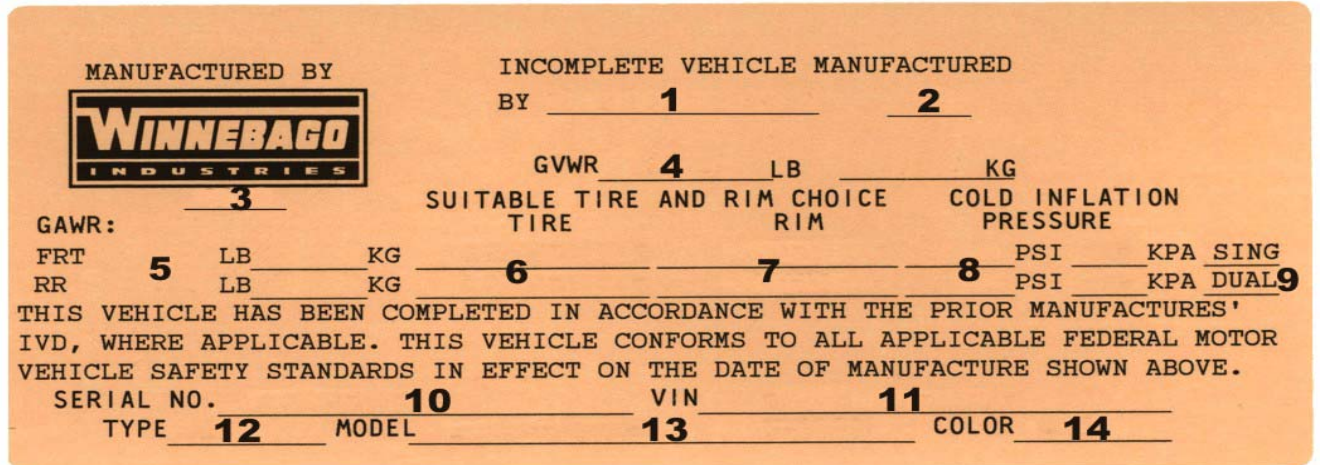 MANUFACTURED BY
WINNEBAGO
INDUSTRIES
3
INCOMPLETE VEHICLE MANUFACTURED
BY 1 2
GVWR 4 LB KG
SUITABLE TIRE AND RIM CHOICE COLD INFLATION
GAWR: TIRE RIM PRESSURE
FRT LB KG PSI KPA SING
5 6 7 8 9
RR LB KG PSI KPA DUAL
THIS VEHICLE HAS BEEN COMPLETED IN ACCORDANCE WITH THE PRIOR MANUFACTURES'
IVD, WHERE APPLICABLE. THIS VEHICLE CONFORMS TO ALL APPLICABLE FEDERAL MOTOR
VEHICLE SAFETY STANDARDS IN EFFECT ON THE DATE OF MANUFACTURE SHOWN ABOVE.
SERIAL NO. 10 VIN 11
TYPE 12 MODEL 13 COLOR 14